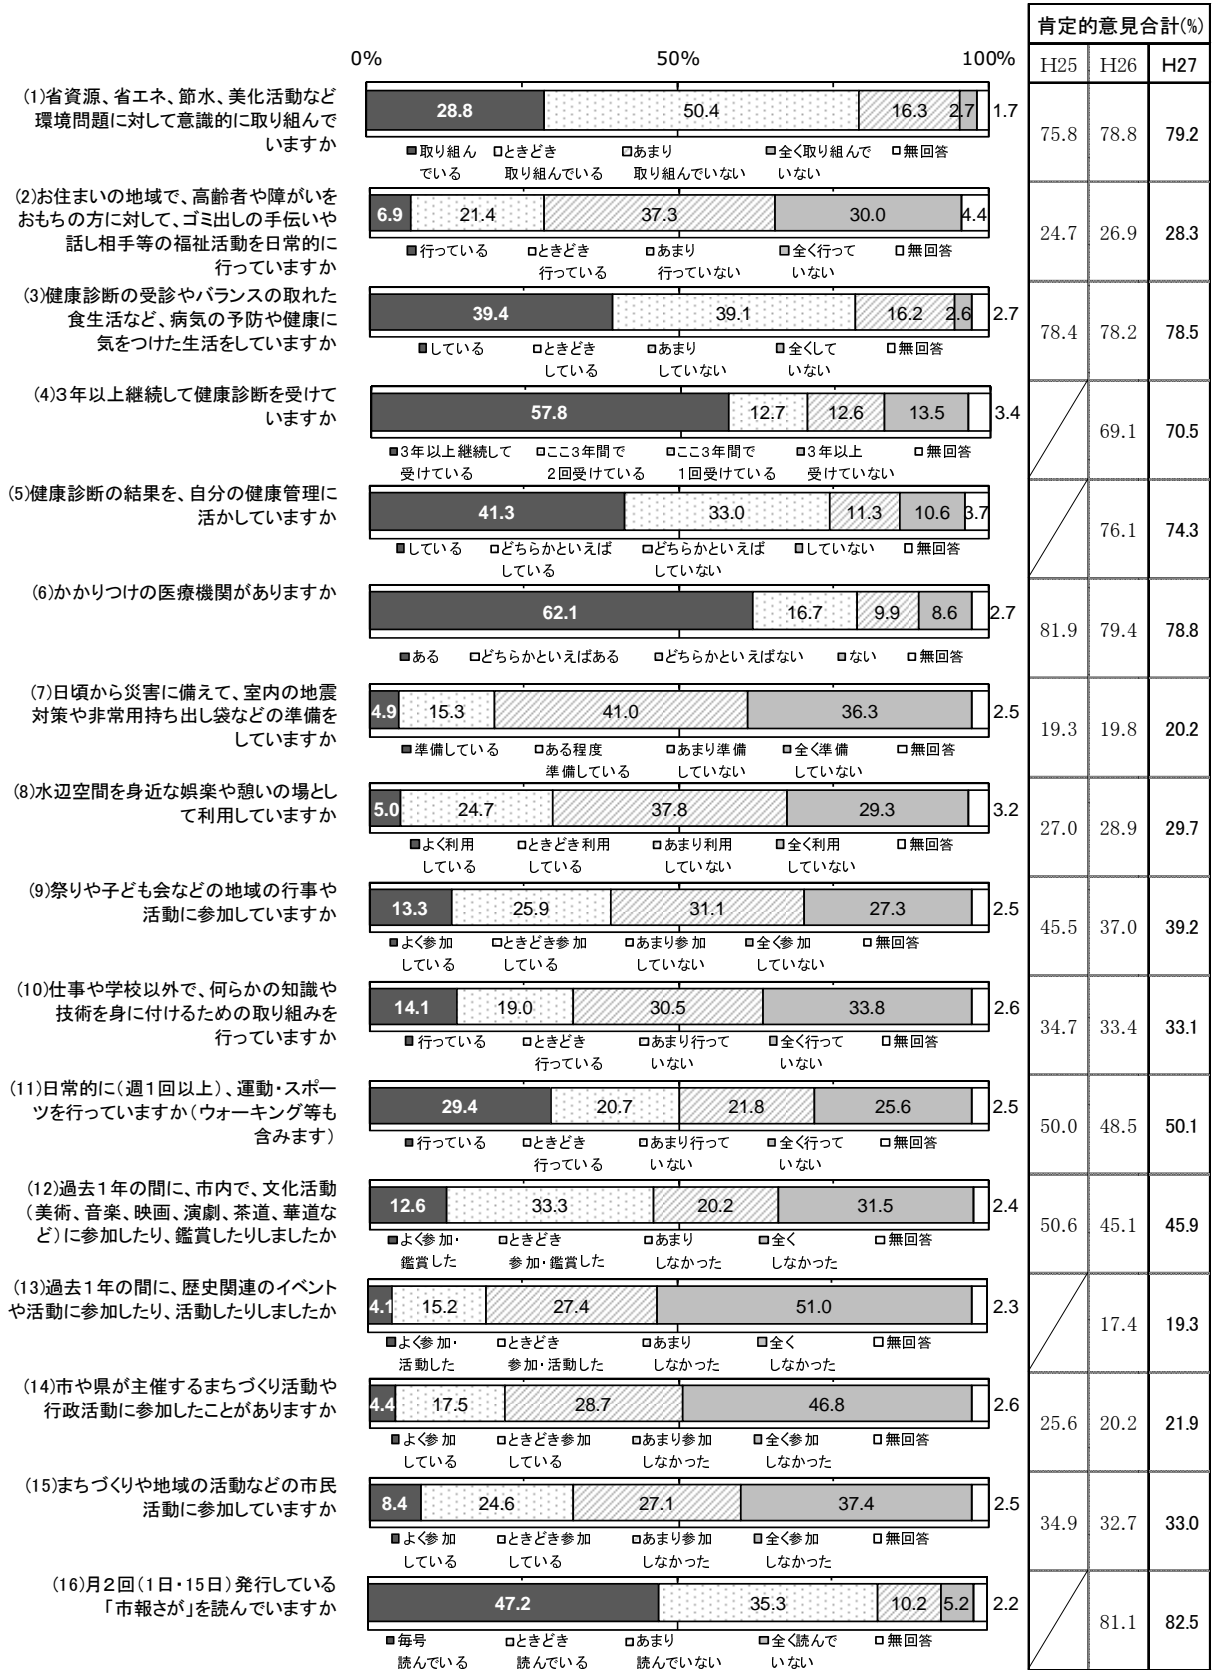 肯定的意見合計(%)
H25 H26 H27
0% 50% 100%
(1)省資源、省エネ、節水、美化活動など
環境問題に対して意識的に取り組んで
いますか
28.8 50.4 16.3 2.7 1.7
75.8 78.8 79.2
■取り組ん □ときどき □あまり ■全く取り組んで □無回答
でいる 取り組んでいる 取り組んでいない いない
(2)お住まいの地域で、高齢者や障がいを
おもちの方に対して、ゴミ出しの手伝いや
話し相手等の福祉活動を日常的に
行っていますか
6.9 21.4 37.3 30.0 4.4
24.7 26.9 28.3
■行っている □ときどき □あまり □全く行って □無回答
行っている 行っていない いない
(3)健康診断の受診やバランスの取れた
食生活など、病気の予防や健康に
気をつけた生活をしていますか
39.4 39.1 16.2 2.6 2.7
78.4 78.2 78.5
■している □ときどき □あまり ■全くして □無回答
している していない いない
(4)3年以上継続して健康診断を受けて
いますか
57.8 12.7 12.6 13.5 3.4
69.1 70.5
■3年以上継続して □ここ3年間で □ここ3年間で ■3年以上 □無回答
受けている 2回受けている 1回受けている 受けていない
(5)健康診断の結果を、自分の健康管理に
活かしていますか
41.3 33.0 11.3 10.6 3.7
76.1 74.3
■している □どちらかといえば □どちらかといえば ■していない □無回答
している していない
(6)かかりつけの医療機関がありますか
62.1 16.7 9.9 8.6 2.7
81.9 79.4 78.8
■ある □どちらかといえばある □どちらかといえばない ■ない □無回答
(7)日頃から災害に備えて、室内の地震
対策や非常用持ち出し袋などの準備を
していますか
4.9 15.3 41.0 36.3 2.5
19.3 19.8 20.2
■準備している □ある程度 □あまり準備 ■全く準備 □無回答
準備している していない していない
(8)水辺空間を身近な娯楽や憩いの場とし
て利用していますか
5.0 24.7 37.8 29.3 3.2
27.0 28.9 29.7
■よく利用 □ときどき利用 □あまり利用 ■全く利用 □無回答
している している していない していない
(9)祭りや子ども会などの地域の行事や
活動に参加していますか
13.3 25.9 31.1 27.3 2.5
45.5 37.0 39.2
■よく参加 □ときどき参加 □あまり参加 ■全く参加 □無回答
している している していない していない
(10)仕事や学校以外で、何らかの知識や
技術を身に付けるための取り組みを
行っていますか
14.1 19.0 30.5 33.8 2.6
34.7 33.4 33.1
■行っている □ときどき □あまり行って ■全く行って □無回答
行っている いない いない
(11)日常的に(週1回以上)、運動・スポー
ツを行っていますか(ウォーキング等も
含みます)
29.4 20.7 21.8 25.6 2.5
50.0 48.5 50.1
■行っている □ときどき □あまり行って ■全く行って □無回答
行っている いない いない
(12)過去1年の間に、市内で、文化活動
(美術、音楽、映画、演劇、茶道、華道な
ど)に参加したり、鑑賞したりしましたか
12.6 33.3 20.2 31.5 2.4
50.6 45.1 45.9
■よく参加・ □ときどき □あまり ■全く □無回答
鑑賞した 参加・鑑賞した しなかった しなかった
(13)過去1年の間に、歴史関連のイベント
や活動に参加したり、活動したりしましたか
4.1 15.2 27.4 51.0 2.3
17.4 19.3
■よく参加・ □ときどき □あまり ■全く □無回答
活動した 参加・活動した しなかった しなかった
(14)市や県が主催するまちづくり活動や
行政活動に参加したことがありますか
4.4 17.5 28.7 46.8 2.6
25.6 20.2 21.9
■よく参加 □ときどき参加 □あまり参加 ■全く参加 □無回答
している している しなかった しなかった
(15)まちづくりや地域の活動などの市民
活動に参加していますか
8.4 24.6 27.1 37.4 2.5
34.9 32.7 33.0
■よく参加 □ときどき参加 □あまり参加 ■全く参加 □無回答
している している しなかった しなかった
(16)月2回(1日・15日)発行している
「市報さが」を読んでいますか
47.2 35.3 10.2 5.2 2.2
81.1 82.5
■毎号 □ときどき □あまり ■全く読んで □無回答
読んでいる 読んでいる 読んでいない いない